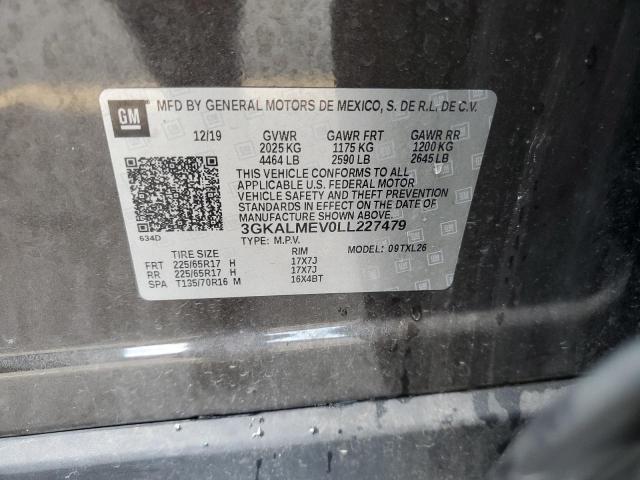 GM
MFD BY GENERAL MOTORS DE MEXICO, S. DE R.L. DE C.V.
12/19 GVWR GAWR FRT GAWR RR
2025 KG 1175 KG 1200 KG
4464 LB 2590 LB 2645 LB
THIS VEHICLE CONFORMS TO ALL
APPLICABLE U.S. FEDERAL MOTOR
VEHICLE SAFETY AND THEFT PREVENTION
STANDARDS IN EFFECT ON THE DATE OF
MANUFACTURE SHOWN ABOVE.
3GKALMEV0LL227479
TYPE: M.P.V. MODEL: 09TXL26
634D
TIRE SIZE RIM
FRT 225/65R17 H 17X7J
RR 225/65R17 H 17X7J
SPA T135/70R16 M 16X4BT